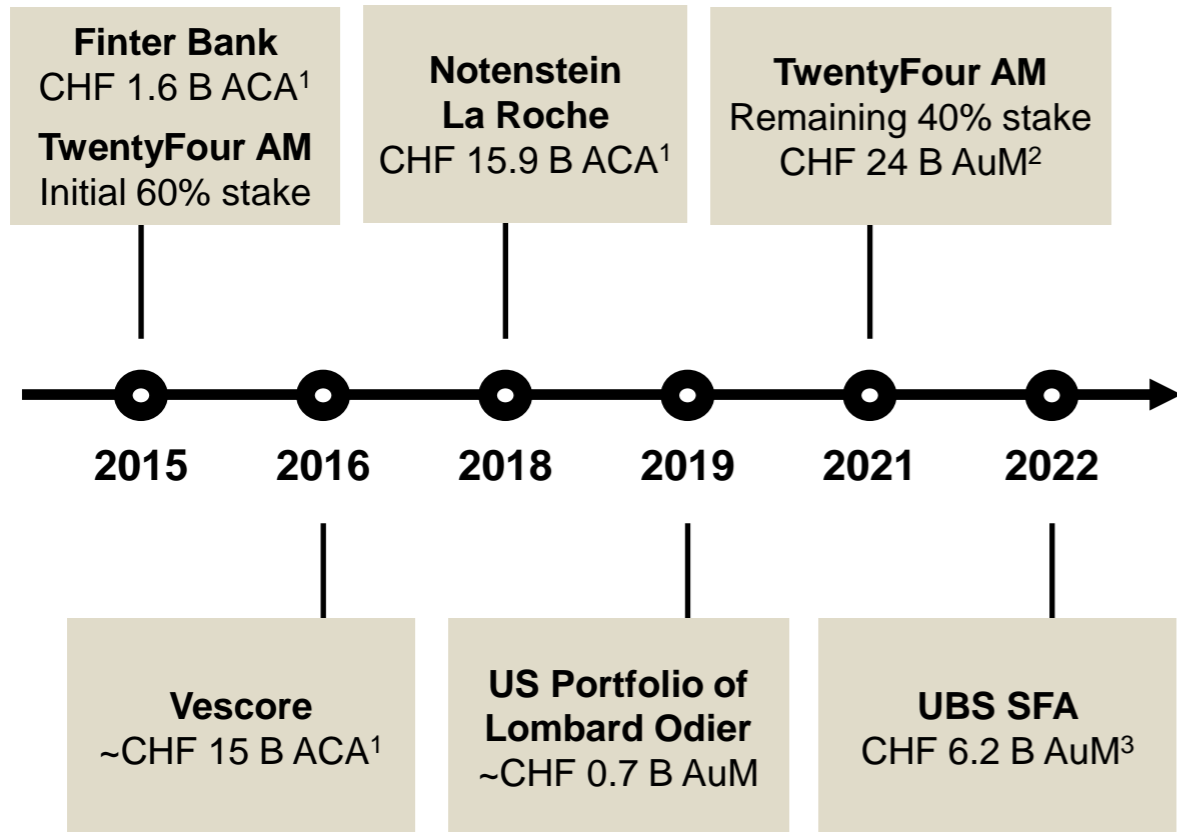 Finter Bank
CHF 1.6 B ACA¹
TwentyFour AM
Initial 60% stake
Notenstein
La Roche
CHF 15.9 B ACA¹
TwentyFour AM
Remaining 40% stake
CHF 24 B AuM²
2015
2016
2018
2019
2021
2022
Vescore
~CHF 15 B ACA¹
US Portfolio of
Lombard Odier
~CHF 0.7 B AuM
UBS SFA
CHF 6.2 B AuM³